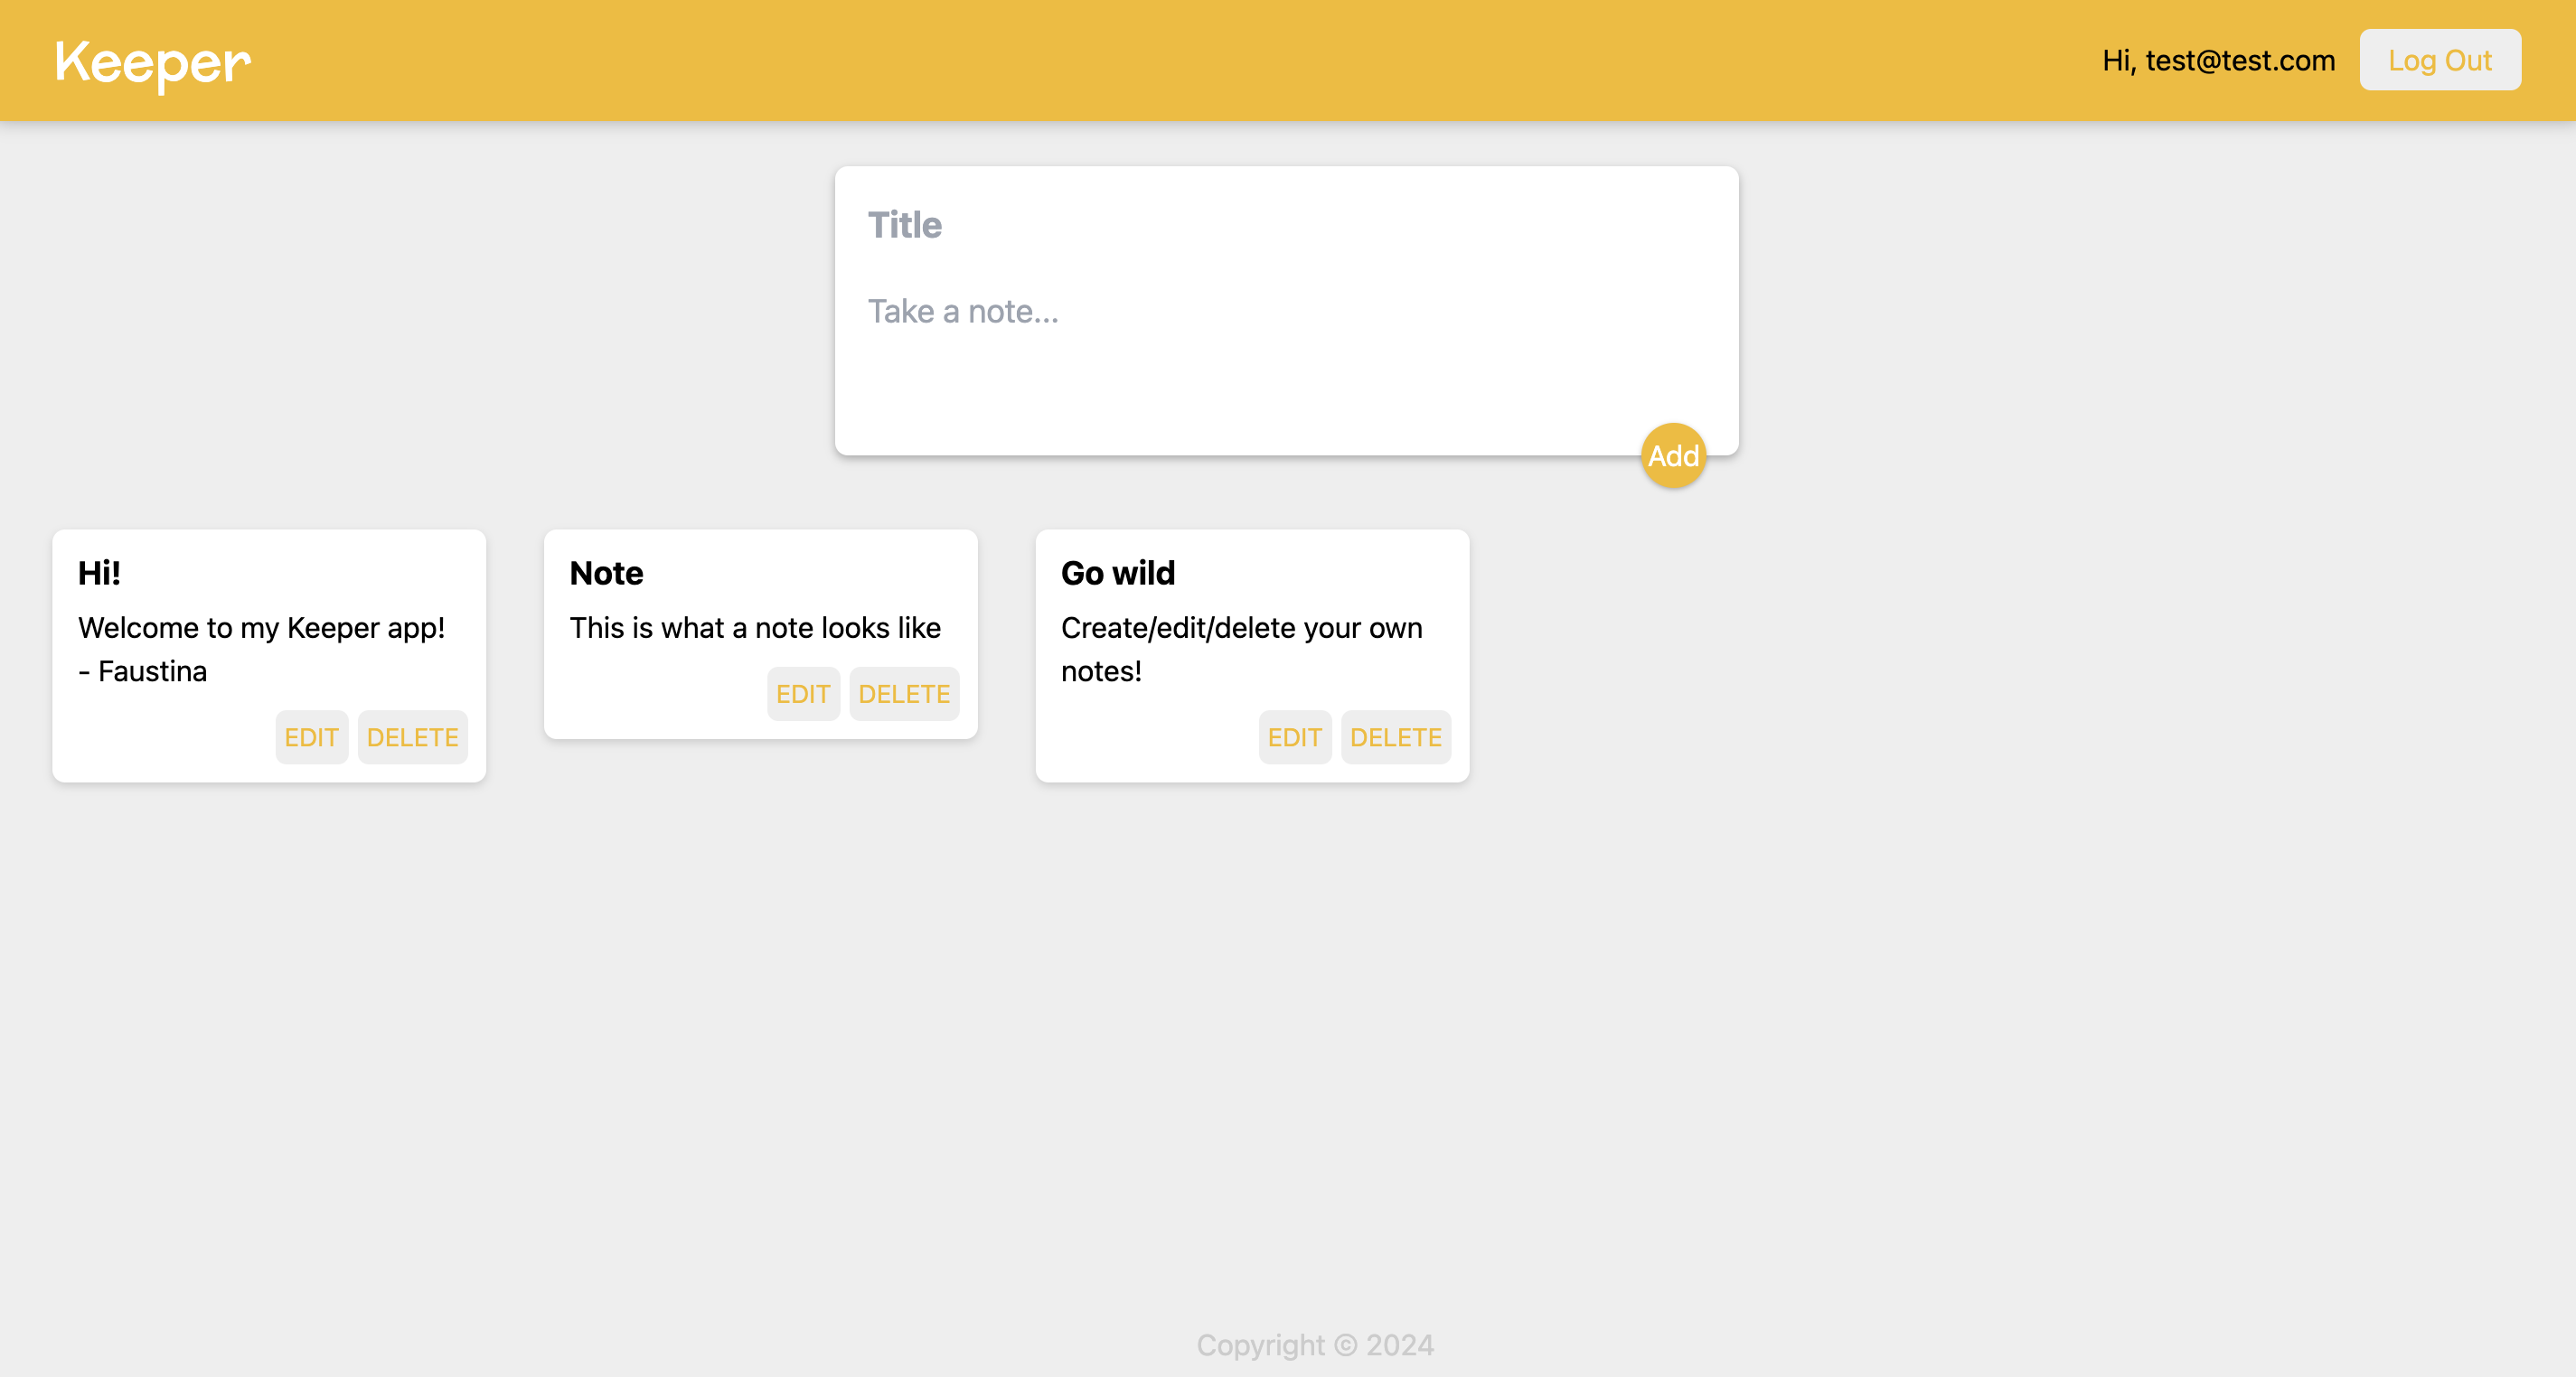 Keeper
Hi, test@test.com
Log Out
Title
Take a note...
Add
Hi!
Welcome to my Keeper app!
- Faustina
EDIT DELETE
Note
This is what a note looks like
EDIT DELETE
Go wild
Create/edit/delete your own
notes!
EDIT DELETE
Copyright © 2024